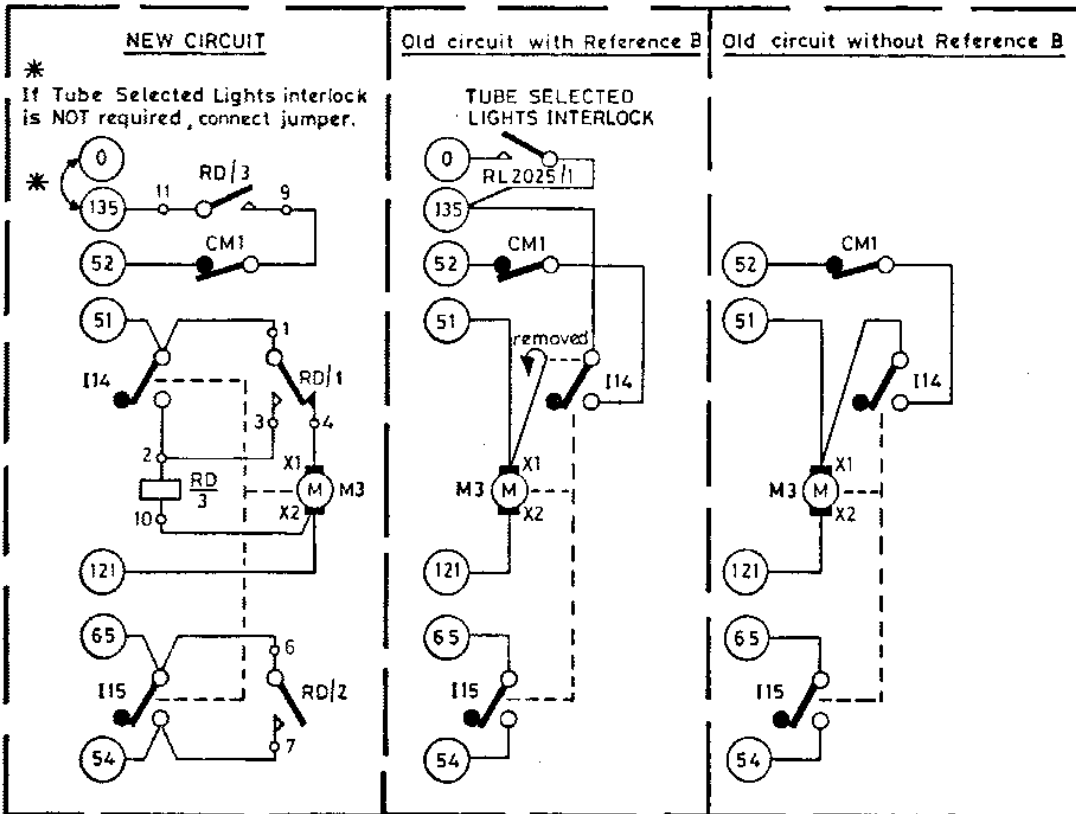 NEW CIRCUIT
*
If Tube Selected Lights interlock
is NOT required, connect jumper.
0
*
RD/3
135
11
9
CM1
52
51
1
I14
RD/1
3
4
2
X1
RD
3
M
M3
X2
10
121
65
6
I15
RD/2
7
54
Old circuit with Reference B
TUBE SELECTED
LIGHTS INTERLOCK
0
RL2025/1
135
CM1
52
51
removed
I14
X1
M3
M
X2
121
65
I15
54
Old circuit without Reference B
CM1
52
51
I14
X1
M3
M
X2
121
65
I15
54